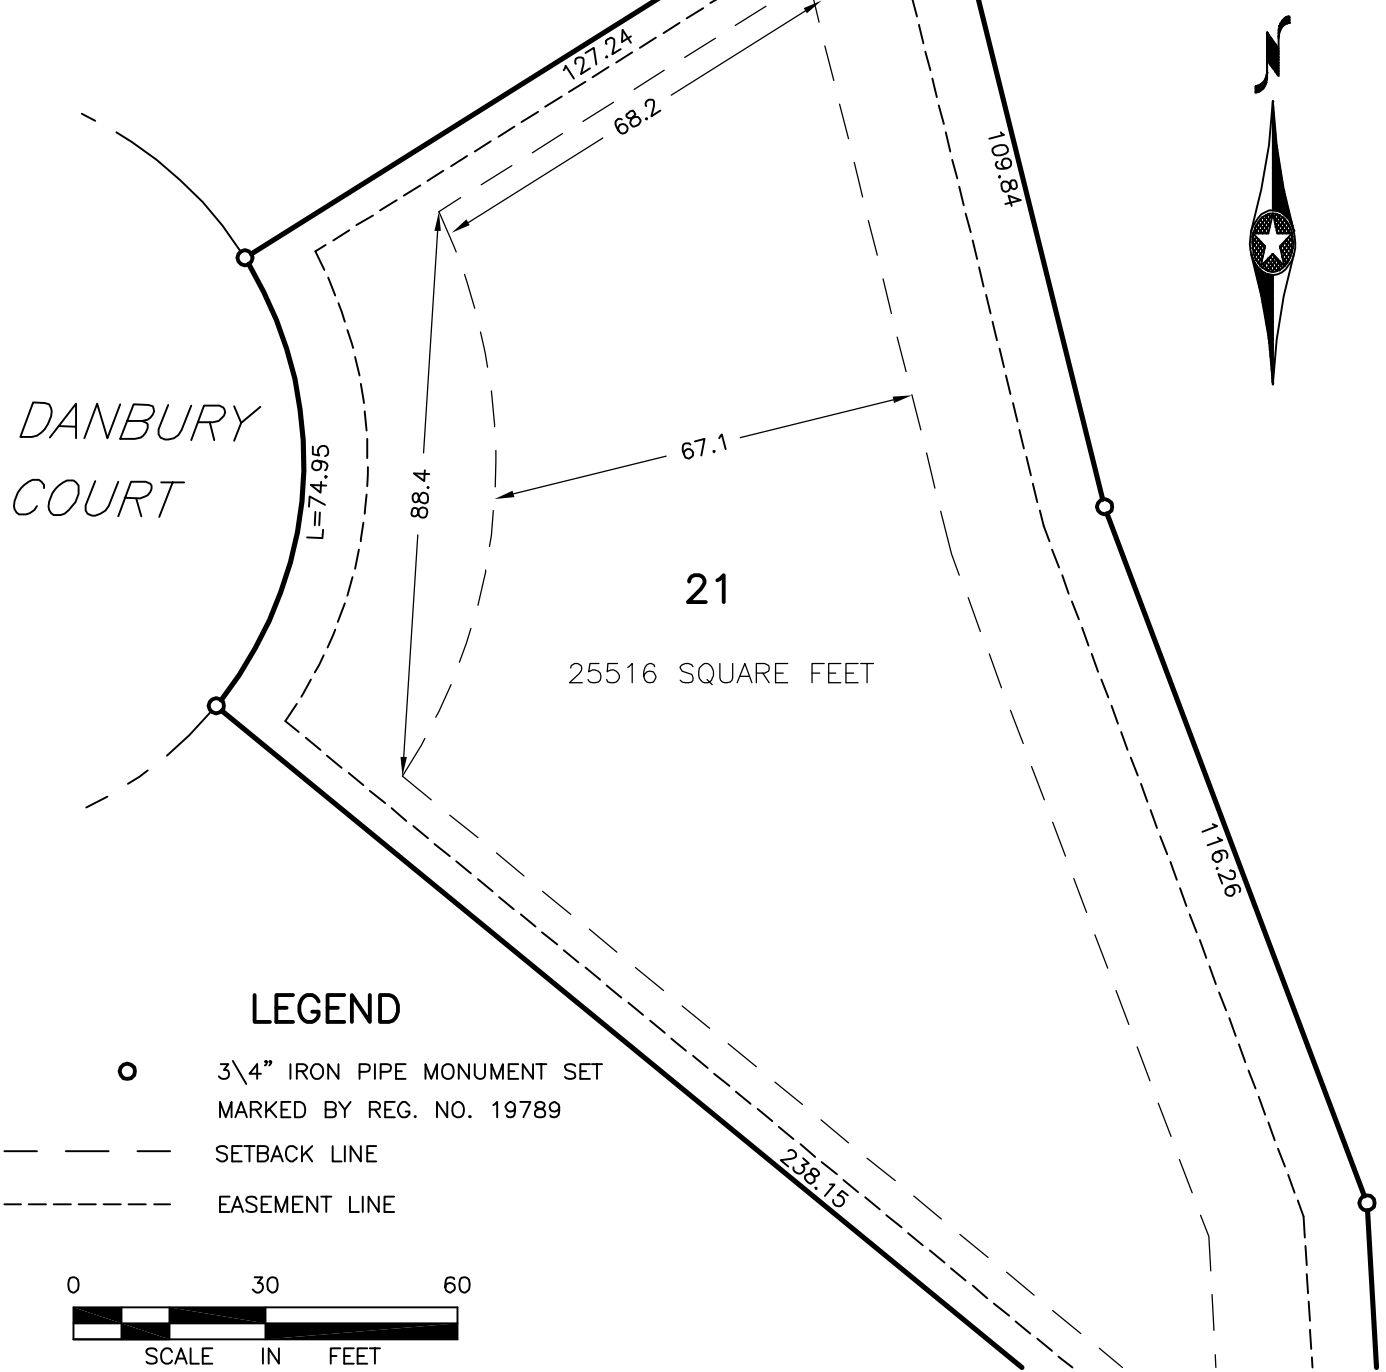 N
127.24
68.2
109.84
DANBURY
COURT
L=74.95
88.4
67.1
21
25516 SQUARE FEET
116.26
LEGEND
3\4” IRON PIPE MONUMENT SET
MARKED BY REG. NO. 19789
SETBACK LINE
EASEMENT LINE
238.15
0 30 60
SCALE IN FEET